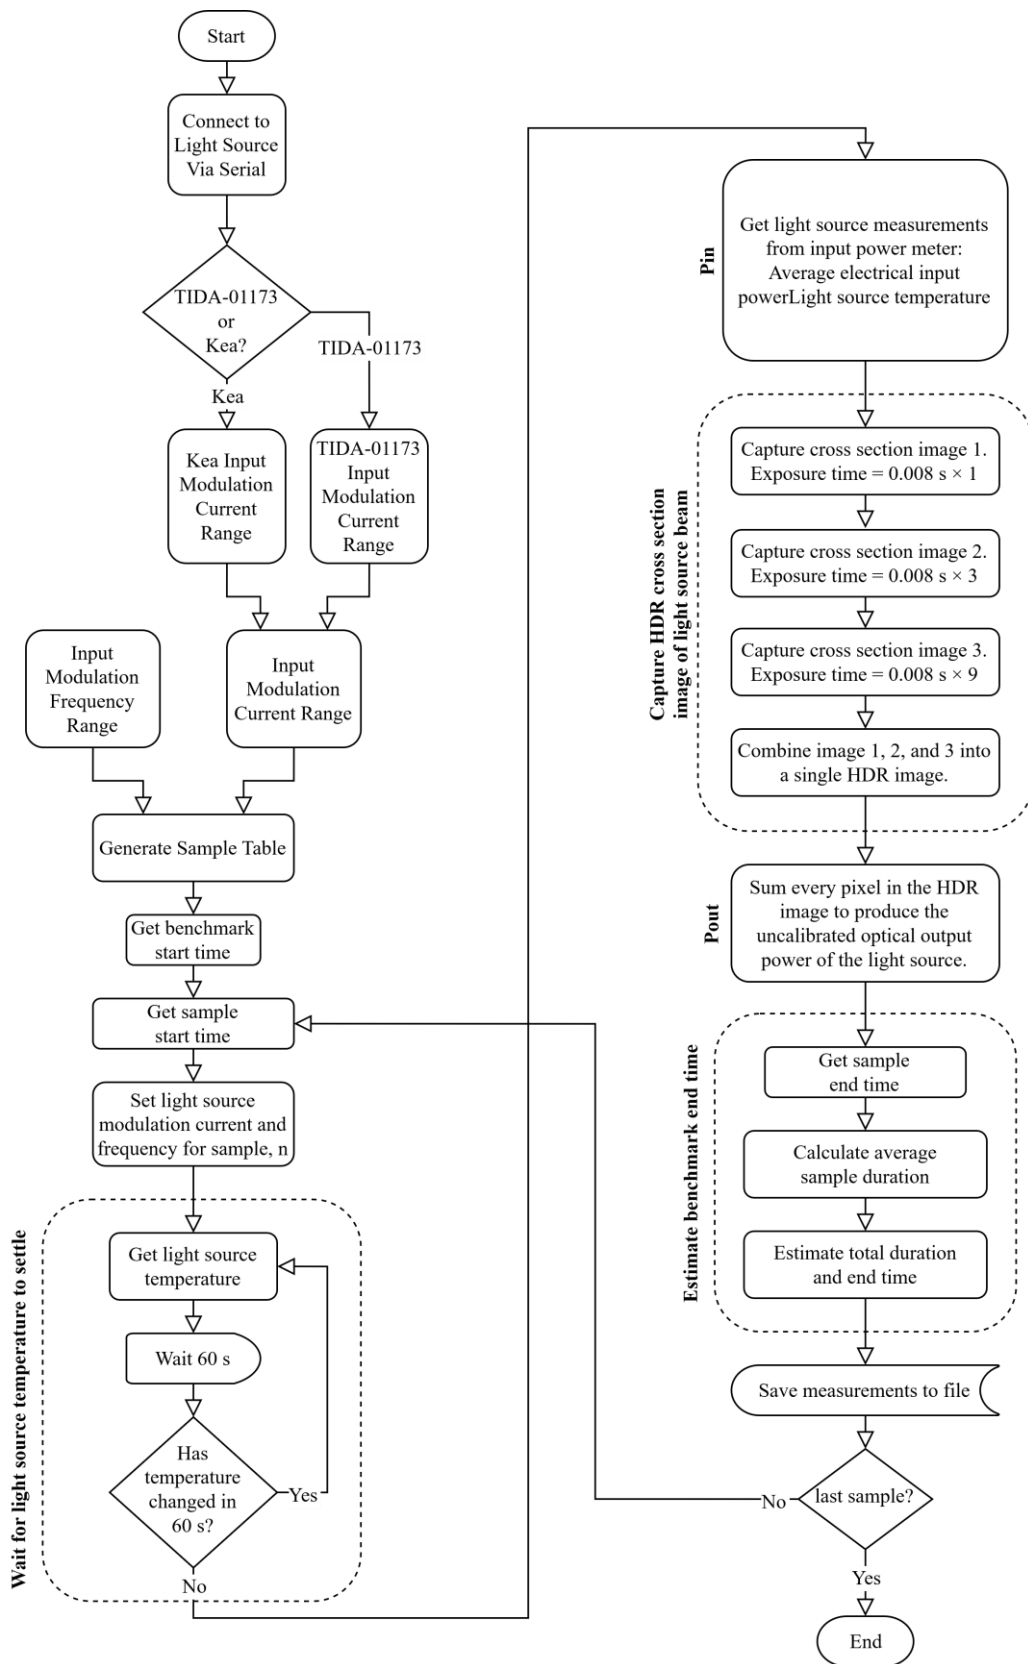 Start
Connect to
Light Source
Via Serial
TIDA-01173
or
Kea?
TIDA-01173
Kea
Kea Input
Modulation
Current
Range
TIDA-01173
Input
Modulation
Current
Range
Input
Modulation
Frequency
Range
Input
Modulation
Current Range
Generate Sample Table
Get benchmark
start time
Get sample
start time
Set light source
modulation current and
frequency for sample, n
Wait for light source temperature to settle
Get light source
temperature
Wait 60 s
Has
temperature
changed in
60 s?
Yes
No
Pin
Get light source measurements
from input power meter:
Average electrical input
powerLight source temperature
Capture HDR cross section
image of light source beam
Capture cross section image 1.
Exposure time = 0.008 s × 1
Capture cross section image 2.
Exposure time = 0.008 s × 3
Capture cross section image 3.
Exposure time = 0.008 s × 9
Combine image 1, 2, and 3 into
a single HDR image.
Pout
Sum every pixel in the HDR
image to produce the
uncalibrated optical output
power of the light source.
Estimate benchmark end time
Get sample
end time
Calculate average
sample duration
Estimate total duration
and end time
Save measurements to file
last sample?
No
Yes
End